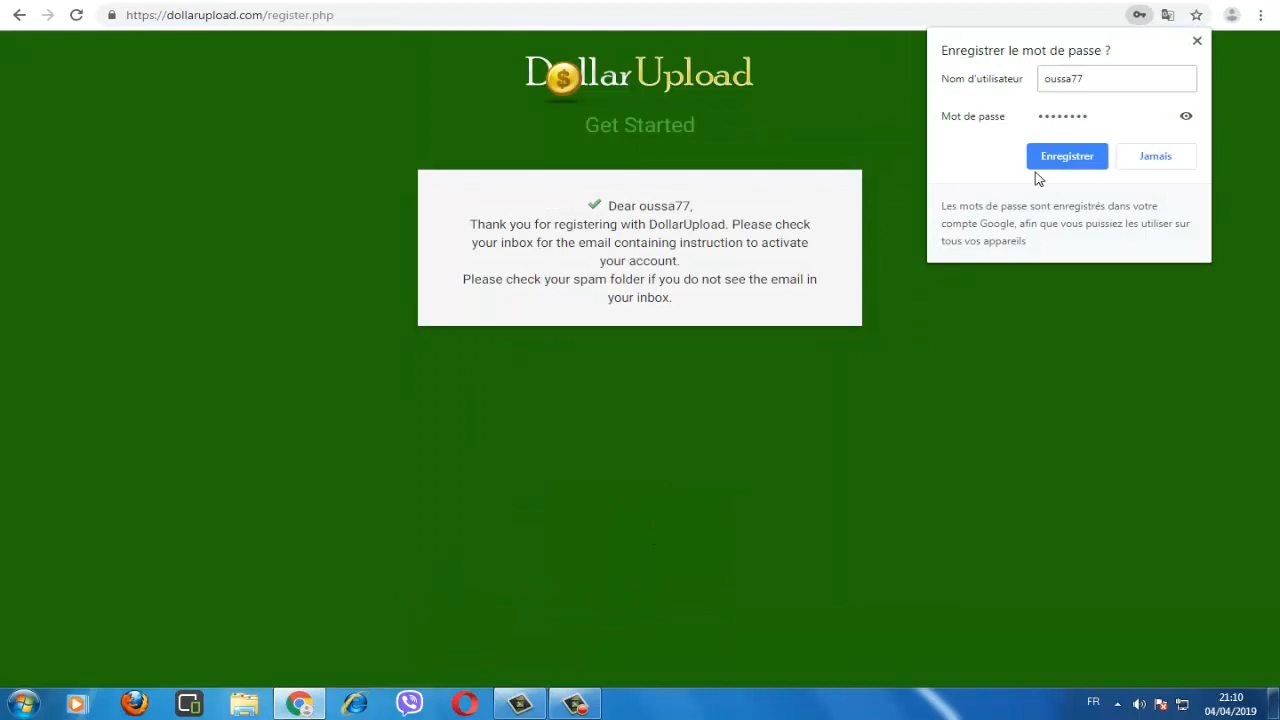 https://dollarupload.com/register.php
Enregistrer le mot de passe ?
Nom d'utilisateur oussa77
Mot de passe ••••••••
Enregistrer Jamais
Les mots de passe sont enregistrés dans votre
compte Google, afin que vous puissiez les utiliser sur
tous vos appareils
Dollar Upload
Get Started
Dear oussa77,
Thank you for registering with DollarUpload. Please check
your inbox for the email containing instruction to activate
your account.
Please check your spam folder if you do not see the email in
your inbox.
FR
21:10
04/04/2019